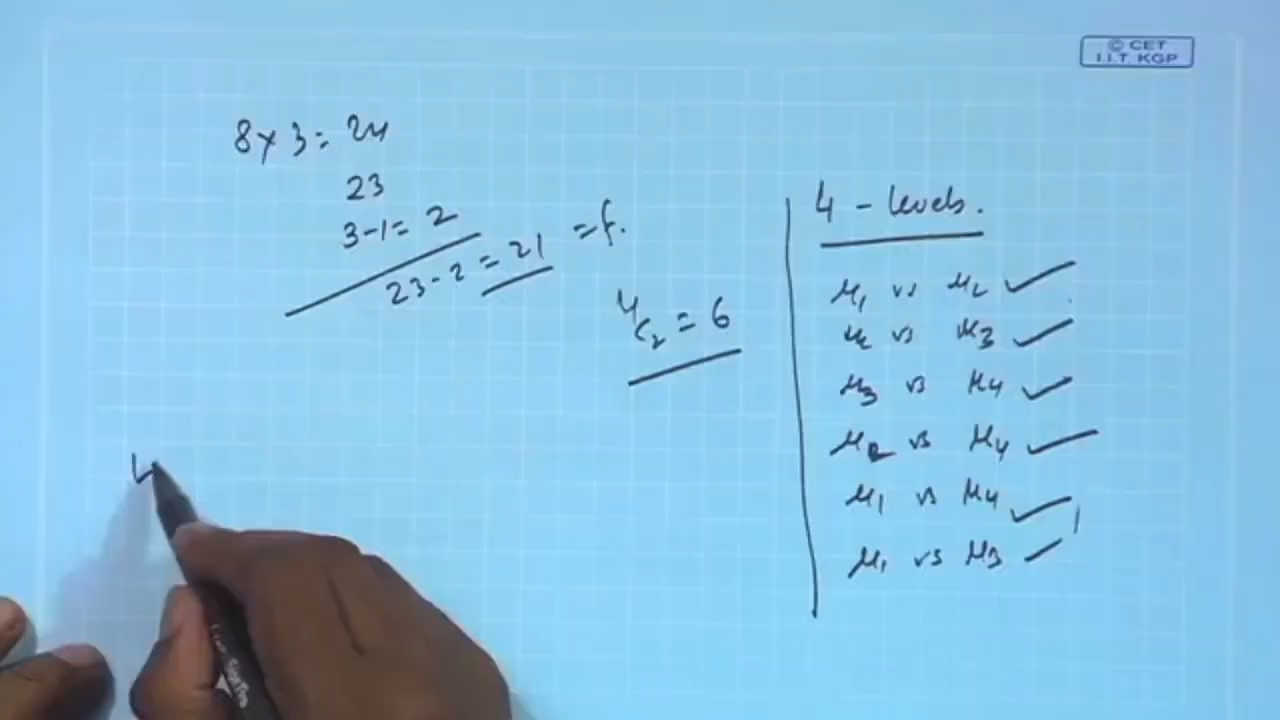 © CET
I.I.T. KGP
8 x 3 = 24
23
3-1 = 2
23-2 = 21 = f.
4C2 = 6
4 - levels.
μ1 vs μ2 ✓
μ2 vs μ3 ✓
μ3 vs μ4 ✓
μ2 vs μ4 ✓
μ1 vs μ4 ✓
μ1 vs μ3 ✓